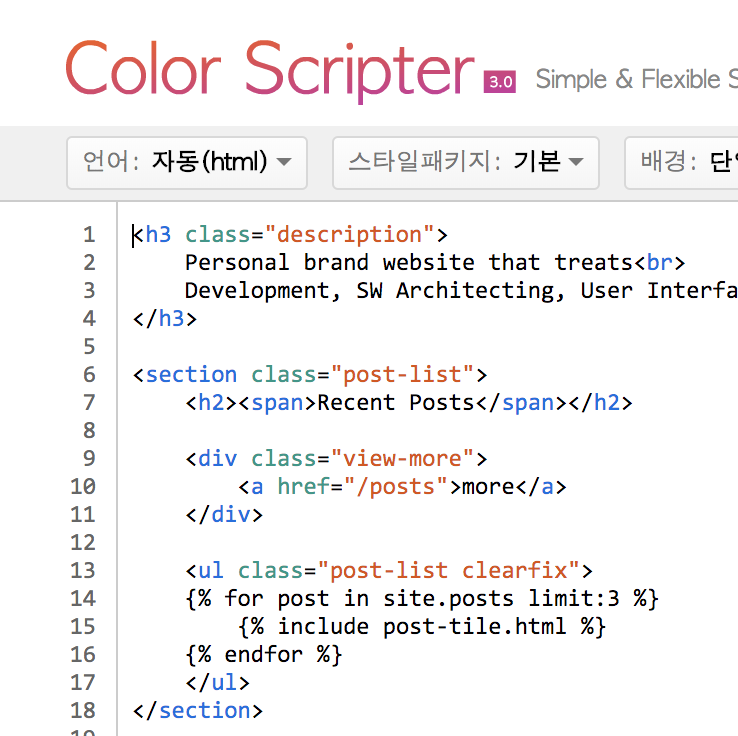 Color Scripter 3.0 Simple & Flexible
언어: 자동(html) 스타일패키지: 기본 배경:
1 <h3 class="description">
2     Personal brand website that treats<br>
3     Development, SW Architecting, User Interfa
4 </h3>
5
6 <section class="post-list">
7     <h2><span>Recent Posts</span></h2>
8
9     <div class="view-more">
10         <a href="/posts">more</a>
11     </div>
12
13     <ul class="post-list clearfix">
14     {% for post in site.posts limit:3 %}
15         {% include post-tile.html %}
16     {% endfor %}
17     </ul>
18 </section>